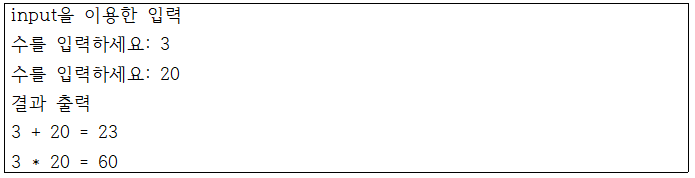 input을 이용한 입력
수를 입력하세요: 3
수를 입력하세요: 20
결과 출력
3 + 20 = 23
3 * 20 = 60